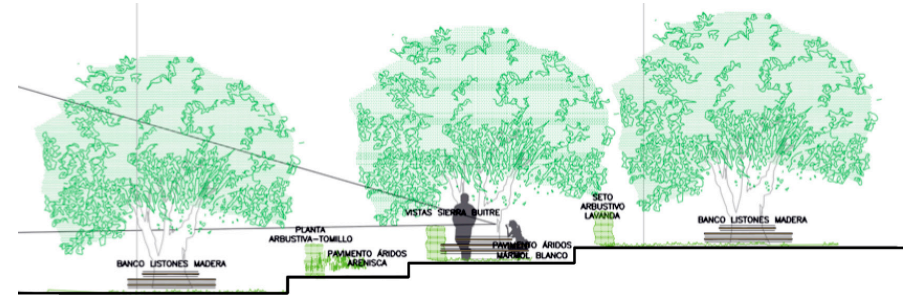 SETO
ARBUSTIVO
LAVANDA
VISTAS SIERRA BUITRE
BANCO LISTONES MADERA
PLANTA
ARBUSTIVA-TOMILLO
PAVIMENTO ÁRIDOS
MÁRMOL BLANCO
PAVIMENTO ÁRIDOS
ARENISCA
BANCO LISTONES MADERA